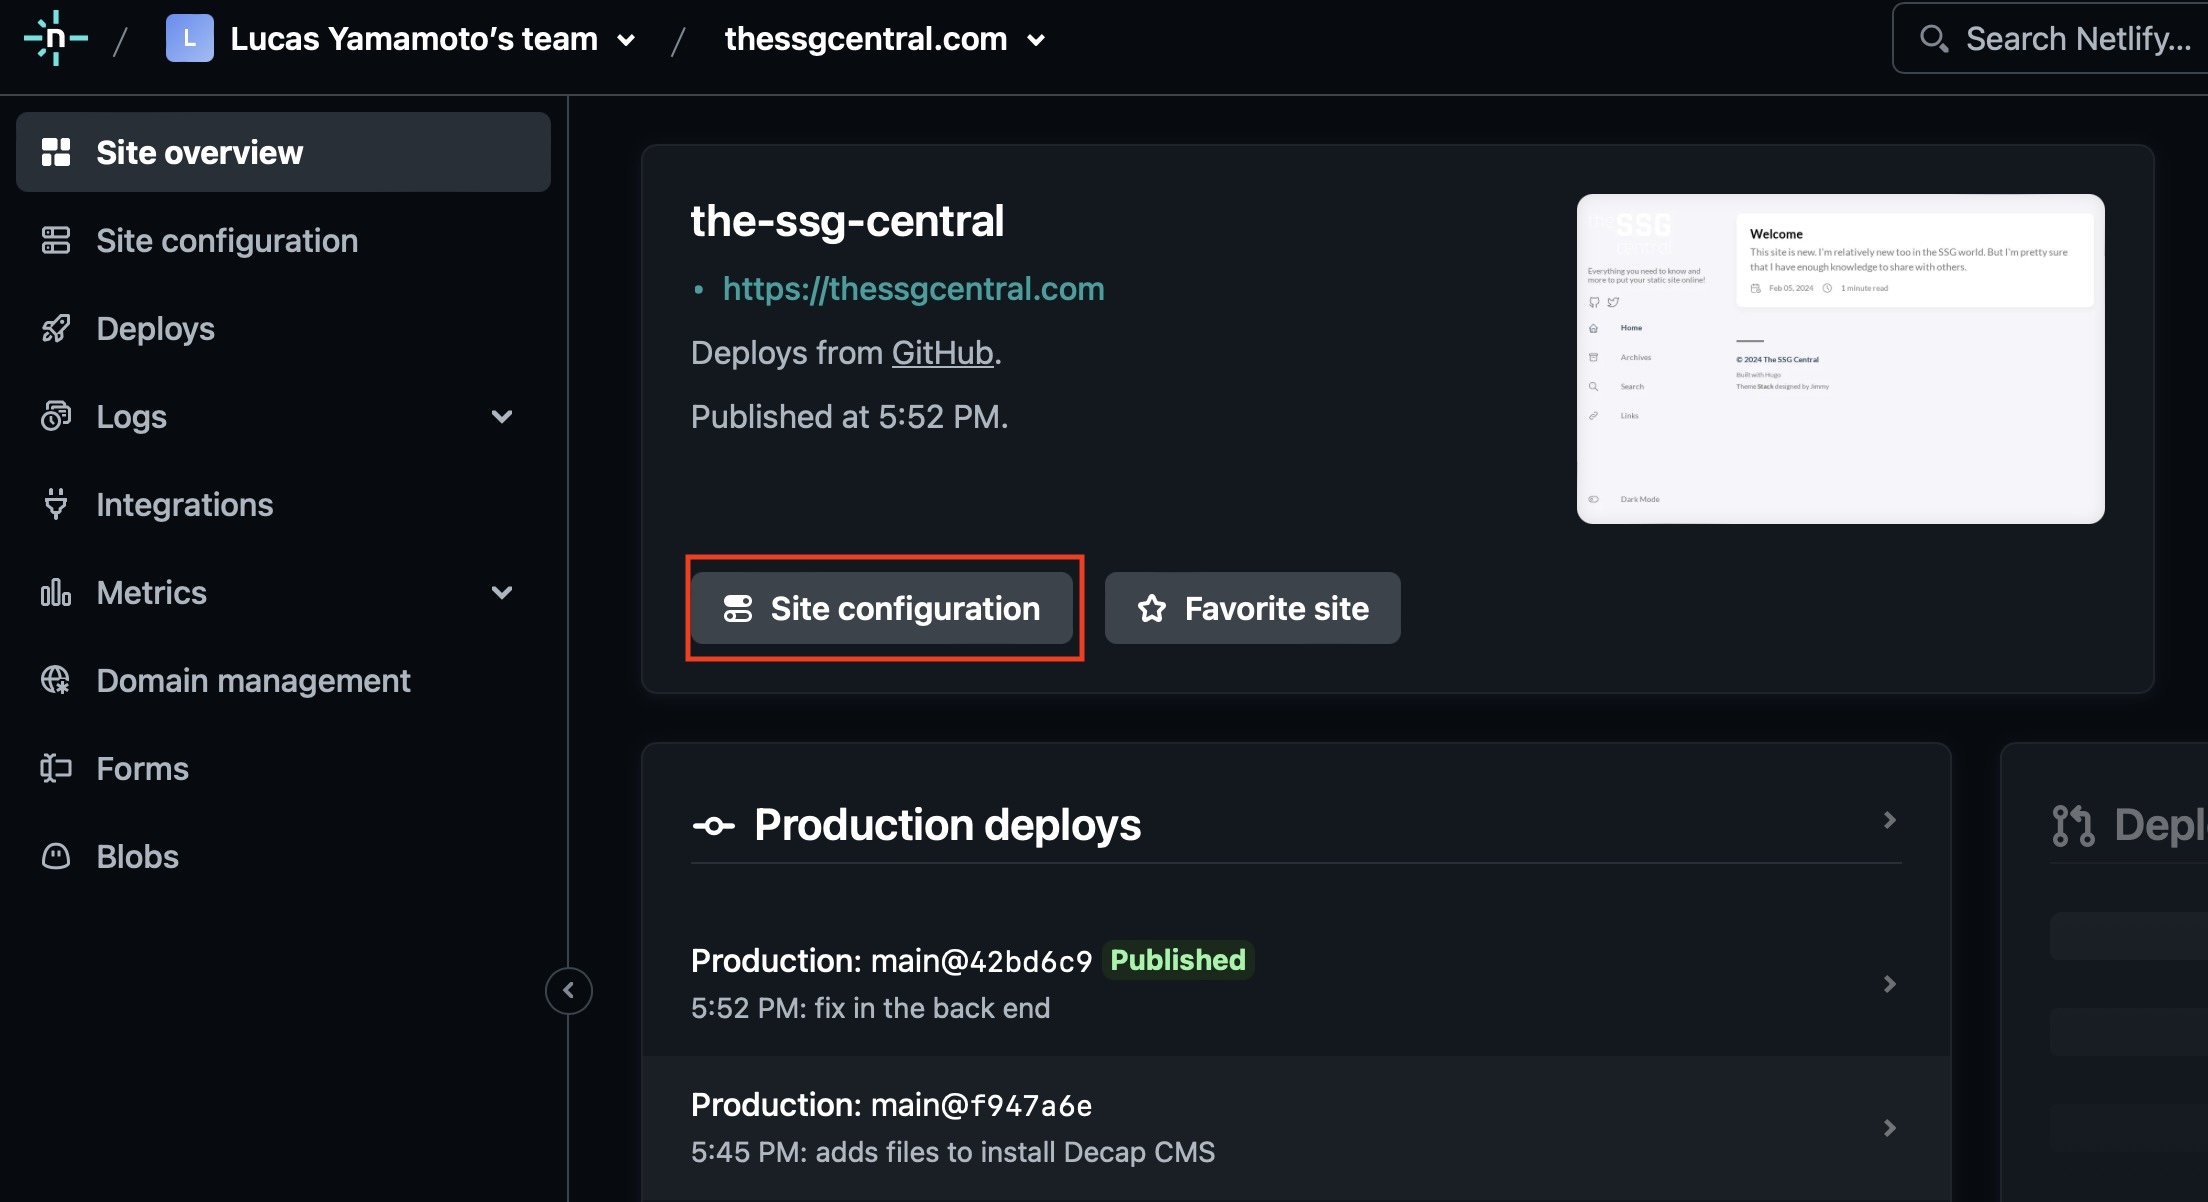 L Lucas Yamamoto’s team / thessgcentral.com
Search Netlify...
Site overview
Site configuration
Deploys
Logs
Integrations
Metrics
Domain management
Forms
Blobs
the-ssg-central
• https://thessgcentral.com
Deploys from GitHub.
Published at 5:52 PM.
Site configuration
Favorite site
the SSG
central
Everything you need to know and
more to put your static site online!
Home
Archives
Search
Links
Dark Mode
Welcome
This site is new. I'm relatively new too in the SSG world. But I'm pretty sure
that I have enough knowledge to share with others.
Feb 05, 2024 1 minute read
© 2024 The SSG Central
Built with Hugo
Theme Stack designed by Jimmy
Production deploys
Production: main@42bd6c9 Published
5:52 PM: fix in the back end
Production: main@f947a6e
5:45 PM: adds files to install Decap CMS
Depl